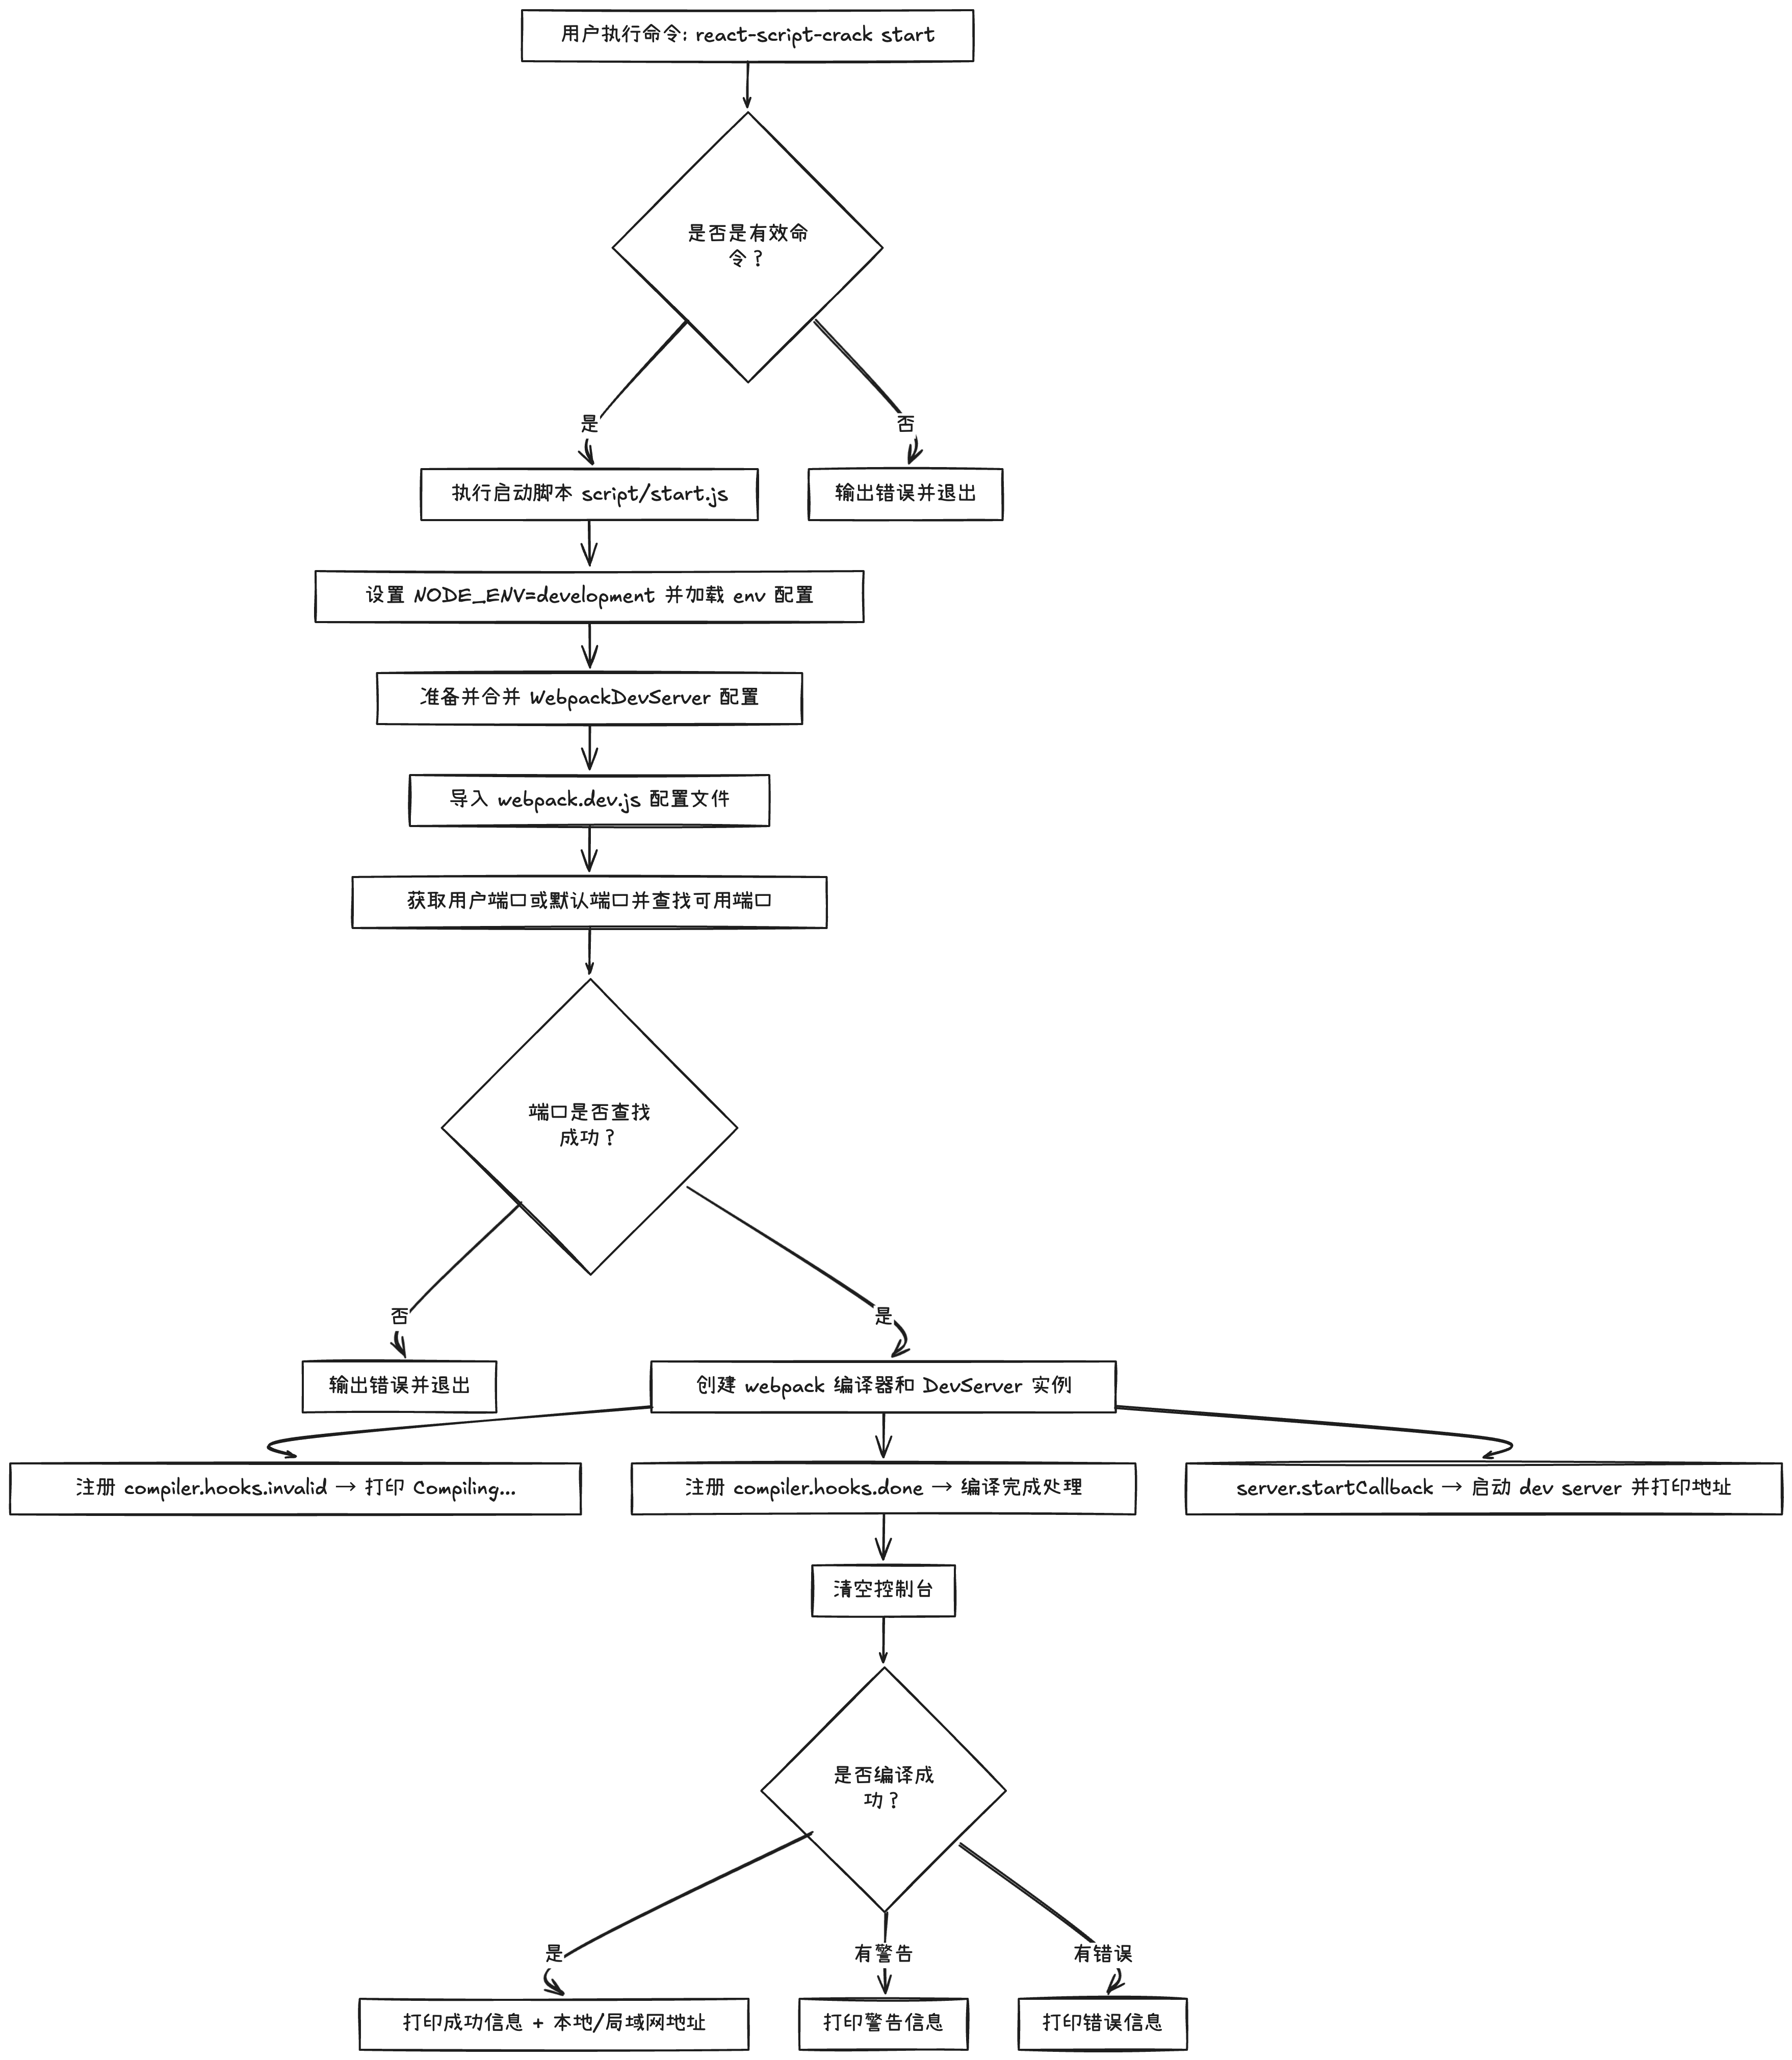 用户执行命令: react-script-crack start
是否是有效命
令？
是
否
执行启动脚本 script/start.js
输出错误并退出
设置 NODE_ENV=development 并加载 env 配置
准备并合并 WebpackDevServer 配置
导入 webpack.dev.js 配置文件
获取用户端口或默认端口并查找可用端口
端口是否查找
成功？
否
是
输出错误并退出
创建 webpack 编译器和 DevServer 实例
注册 compiler.hooks.invalid → 打印 Compiling...
注册 compiler.hooks.done → 编译完成处理
server.startCallback → 启动 dev server 并打印地址
清空控制台
是否编译成
功？
是
有警告
有错误
打印成功信息 + 本地/局域网地址
打印警告信息
打印错误信息